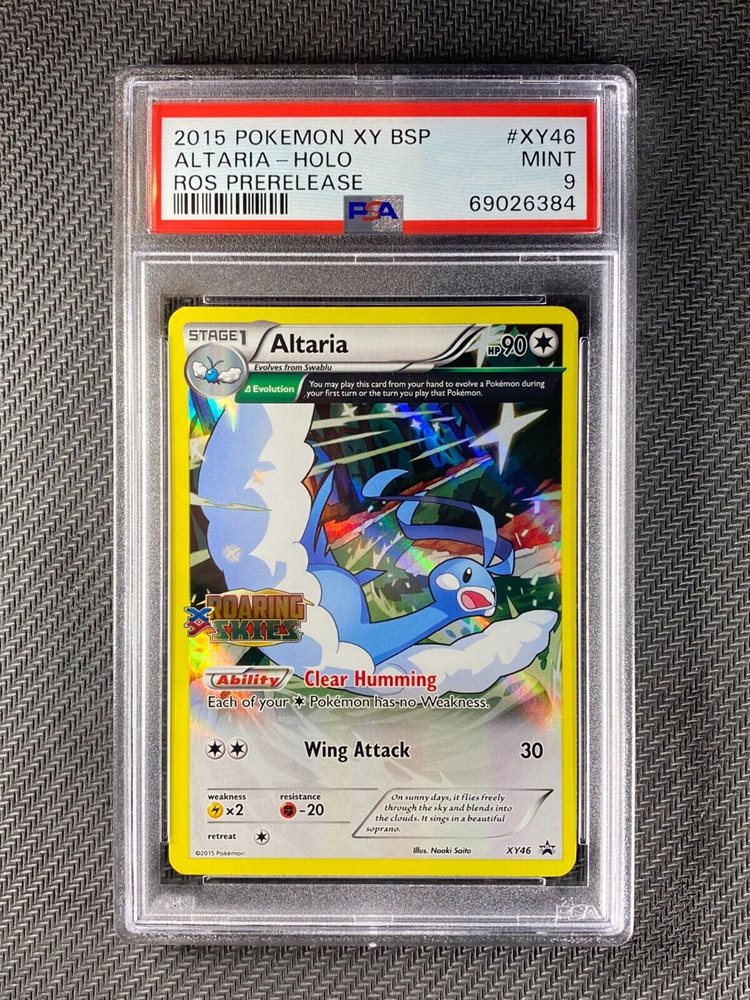 2015 POKEMON XY BSP #XY46
ALTARIA - HOLO MINT
ROS PRERELEASE 9
PSA 69026384
STAGE1 Altaria HP90
Evolves from Swablu
Δ Evolution
You may play this card from your hand to evolve a Pokémon during
your first turn or the turn you play that Pokémon.
XY
ROARING
SKIES
Ability Clear Humming
Each of your Pokémon has no Weakness.
Wing Attack 30
weakness resistance
×2 -20
retreat
On sunny days, it flies freely
through the sky and blends into
the clouds. It sings in a beautiful
soprano.
©2015 Pokémon Illus. Naoki Saito XY46
PSA